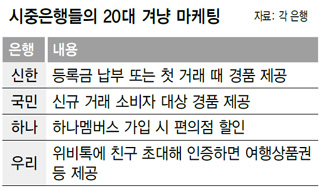 시중은행들의 20대 겨냥 마케팅 자료: 각 은행
은행 내용
신한 등록금 납부 또는 첫 거래 때 경품 제공
국민 신규 거래 소비자 대상 경품 제공
하나 하나멤버스 가입 시 편의점 할인
우리 위비톡에 친구 초대해 인증하면 여행상품권
등 제공